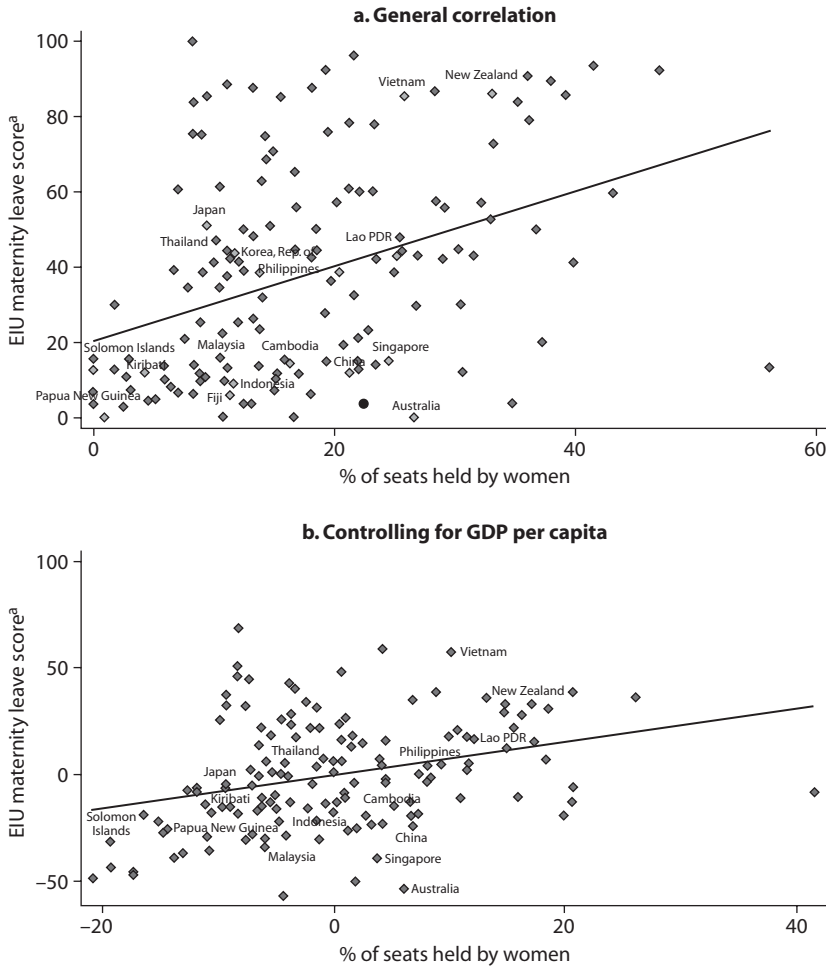 a. General correlation
EIU maternity leave scoreᵃ
100
80
60
40
20
0
Vietnam
New Zealand
Japan
Thailand
Korea, Rep. of
Lao PDR
Philippines
Solomon Islands
Malaysia
Cambodia
Singapore
Kiribati
China
Indonesia
Papua New Guinea
Fiji
Australia
0
20
40
60
% of seats held by women
b. Controlling for GDP per capita
EIU maternity leave scoreᵃ
100
50
0
–50
Vietnam
New Zealand
Lao PDR
Thailand
Philippines
Japan
Kiribati
Cambodia
Solomon
Islands
Papua New Guinea
Indonesia
China
Malaysia
Singapore
Australia
–20
0
20
40
% of seats held by women